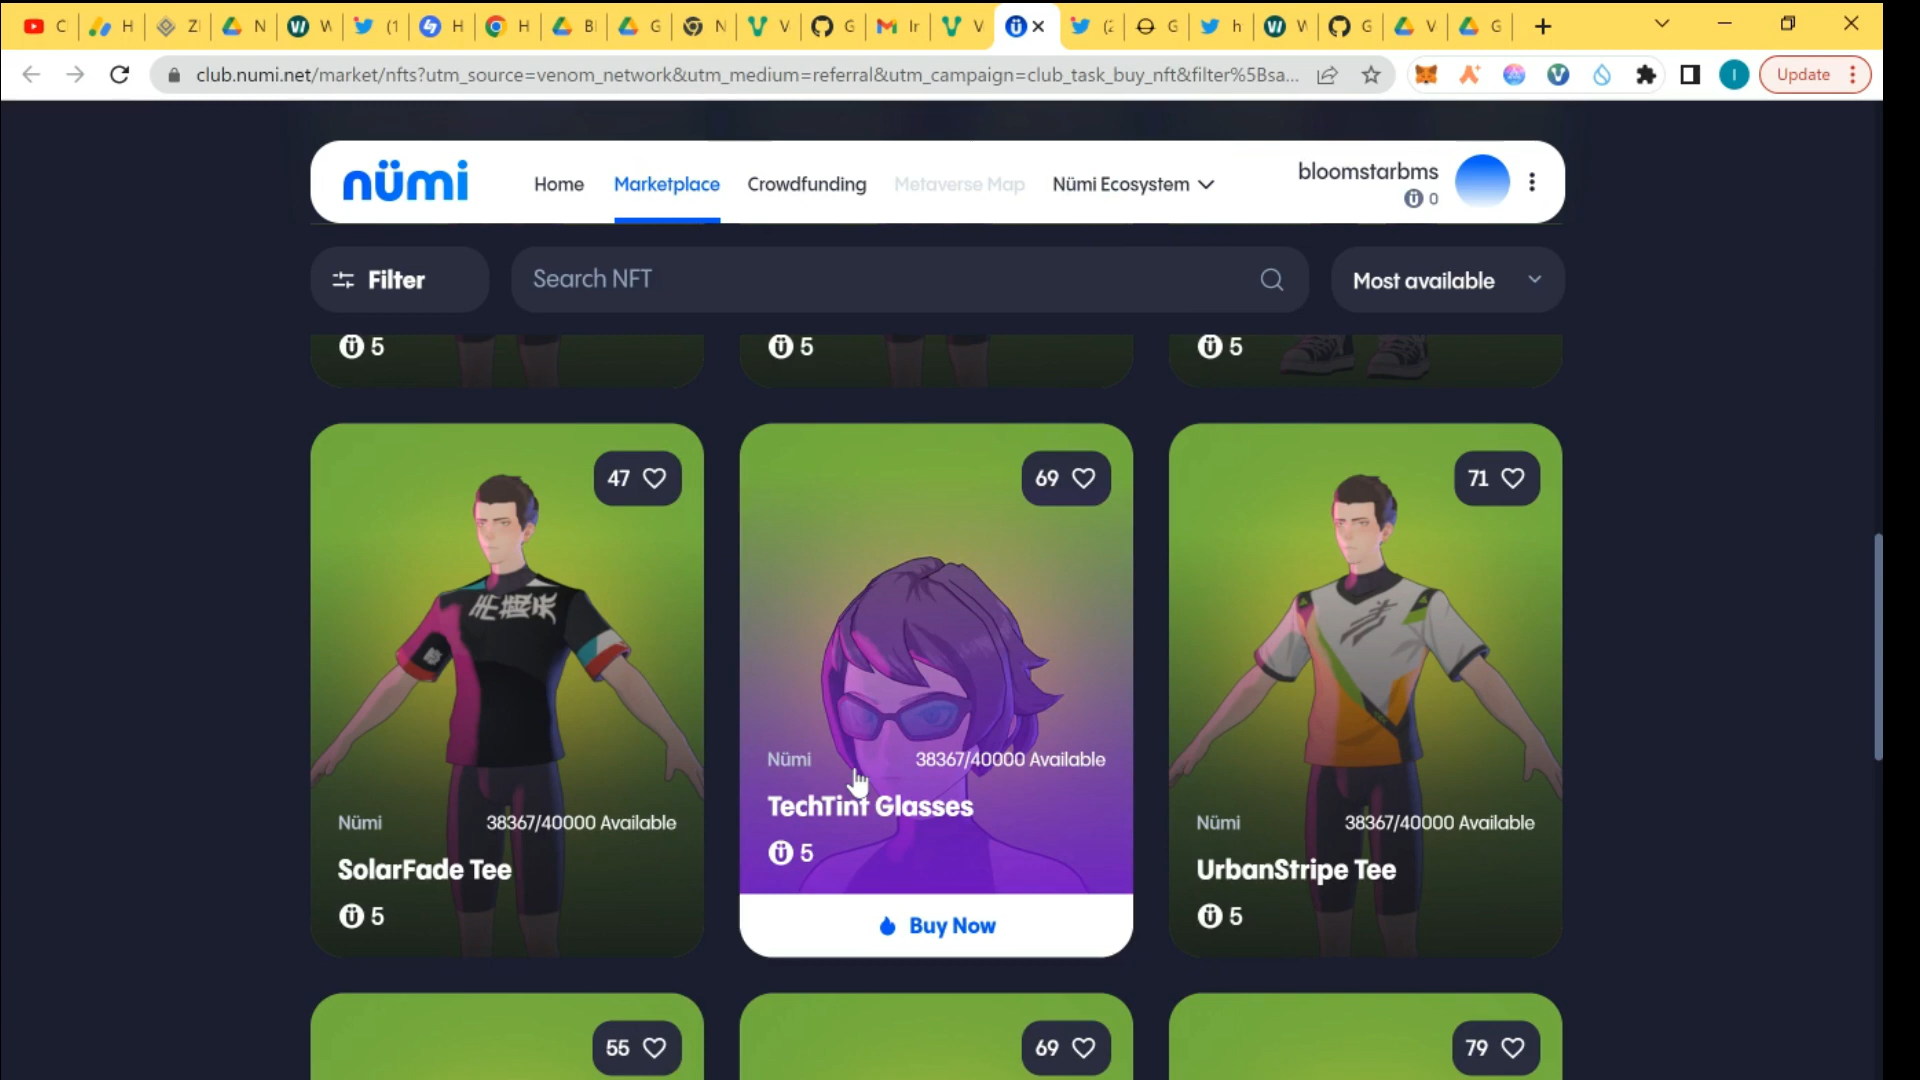 C
H
Z
N
W
(1
H
H
B
G
N
V
G
Ir
V
(2
G
h
W
G
V
G
club.numi.net/market/nfts?utm_source=venom_network&utm_medium=referral&utm_campaign=club_task_buy_nft&filter%5Bsa...
I
Update
nümi
Home
Marketplace
Crowdfunding
Metaverse Map
Nümi Ecosystem
bloomstarbms
0
Filter
Search NFT
Most available
ü 5
ü 5
ü 5
47
69
71
Nümi
38367/40000 Available
SolarFade Tee
ü 5
Nümi
38367/40000 Available
TechTint Glasses
ü 5
Buy Now
Nümi
38367/40000 Available
UrbanStripe Tee
ü 5
55
69
79